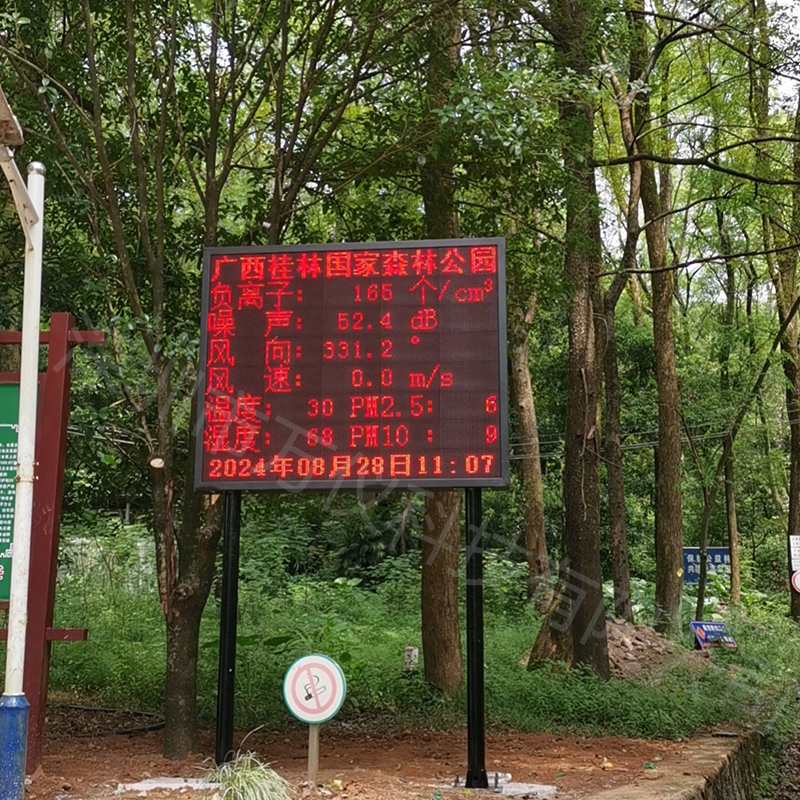 广西桂林国家森林公园
负离子： 165 个/cm³
噪 声： 52.4 dB
风 向：331.2 °
风 速： 0.0 m/s
温度： 30 PM2.5： 6
湿度： 68 PM10 ： 9
2024年08月28日11:07